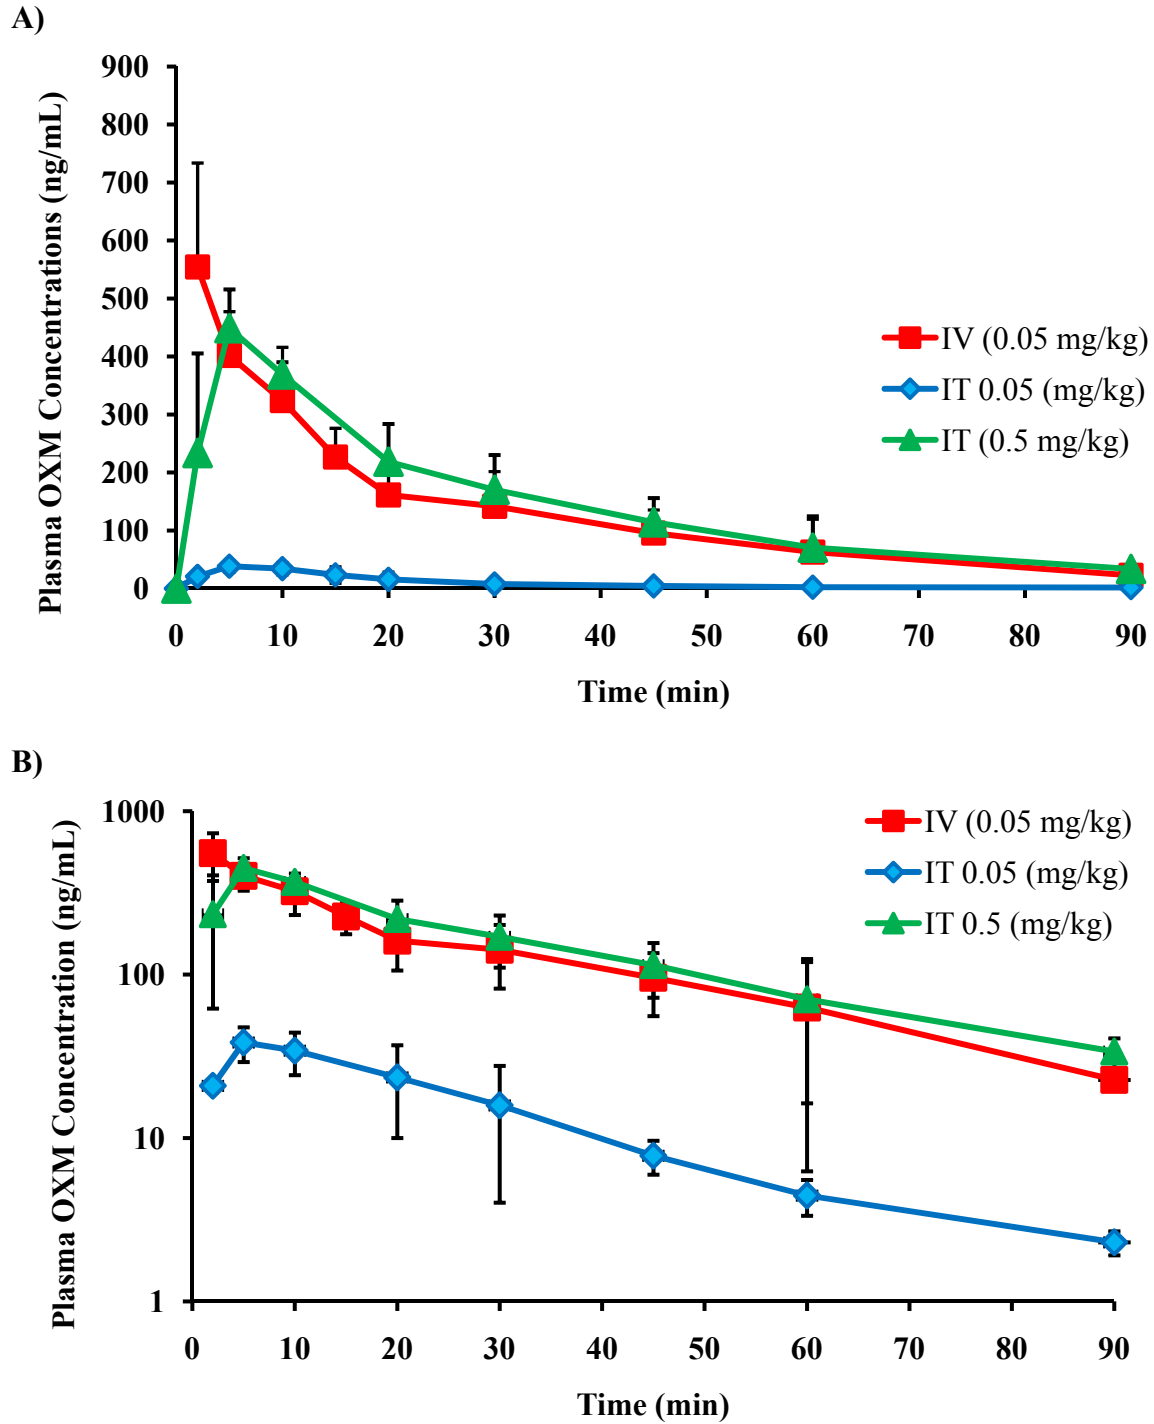 A)
900
800
700
600
500
400
300
200
100
0
Plasma OXM Concentrations (ng/mL)
IV (0.05 mg/kg)
IT 0.05 (mg/kg)
IT (0.5 mg/kg)
0 10 20 30 40 50 60 70 80 90
Time (min)
B)
1000
100
10
1
Plasma OXM Concentration (ng/mL)
IV (0.05 mg/kg)
IT 0.05 (mg/kg)
IT 0.5 (mg/kg)
0 10 20 30 40 50 60 70 80 90
Time (min)